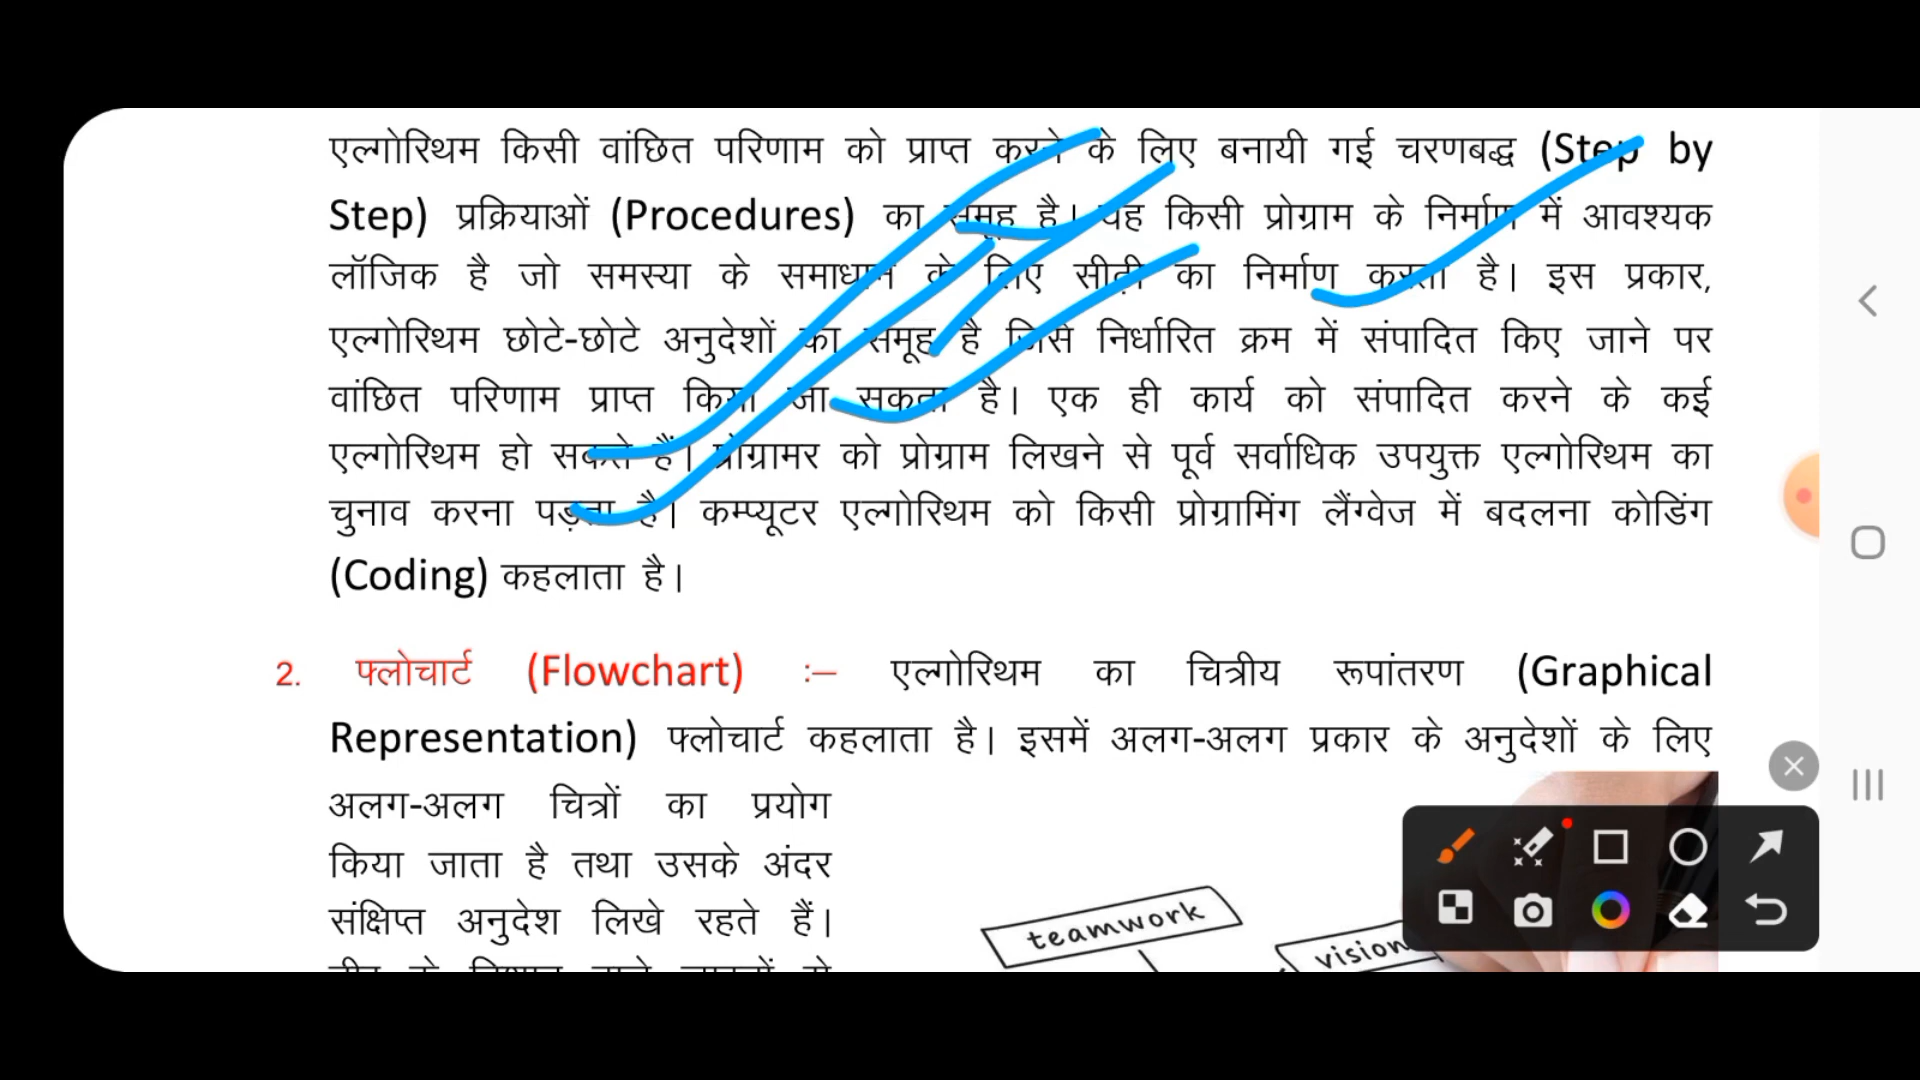 एल्गोरिथम किसी वांछित परिणाम को प्राप्त करने के लिए बनायी गई चरणबद्ध (Step by
Step) प्रक्रियाओं (Procedures) का समूह है। यह किसी प्रोग्राम के निर्माण में आवश्यक
लॉजिक है जो समस्या के समाधान के लिए सीढ़ी का निर्माण करता है। इस प्रकार,
एल्गोरिथम छोटे-छोटे अनुदेशों का समूह है जिसे निर्धारित क्रम में संपादित किए जाने पर
वांछित परिणाम प्राप्त किया जा सकता है। एक ही कार्य को संपादित करने के कई
एल्गोरिथम हो सकते हैं। प्रोग्रामर को प्रोग्राम लिखने से पूर्व सर्वाधिक उपयुक्त एल्गोरिथम का
चुनाव करना पड़ता है। कम्प्यूटर एल्गोरिथम को किसी प्रोग्रामिंग लैंग्वेज में बदलना कोडिंग
(Coding) कहलाता है।
2. फ्लोचार्ट (Flowchart) :– एल्गोरिथम का चित्रीय रूपांतरण (Graphical
Representation) फ्लोचार्ट कहलाता है। इसमें अलग-अलग प्रकार के अनुदेशों के लिए
अलग-अलग चित्रों का प्रयोग
किया जाता है तथा उसके अंदर
संक्षिप्त अनुदेश लिखे रहते हैं।
teamwork
vision